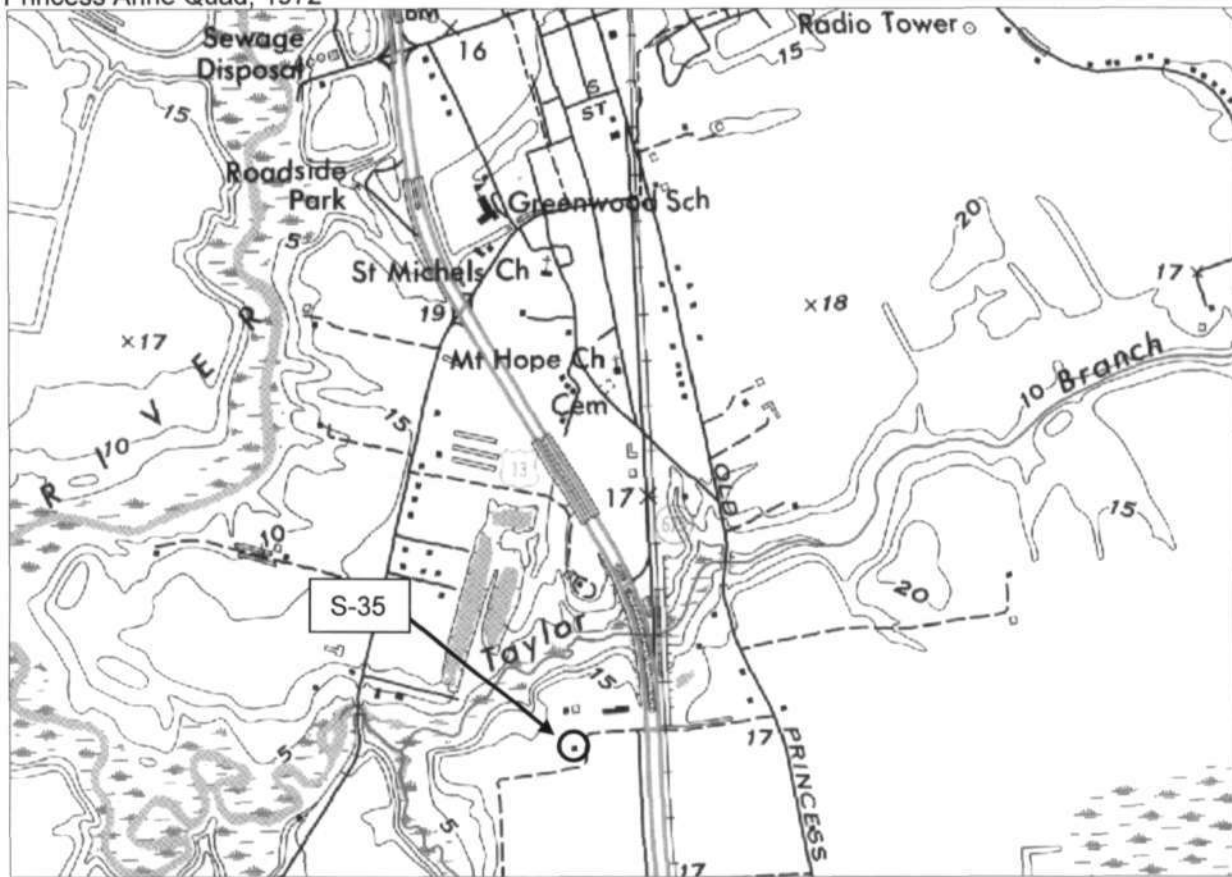 Princess Anne Quad, 1972
BM
Sewage
Disposal
16
Radio Tower
15
S
ST
15
Roadside
Park
Greenwood Sch
20
5
St Michels Ch
17
19
18
17
R I V E R
Mt Hope Ch
10 Branch
Cem
15
10
13
17
OLD
15
10
20
S-35
Taylor
15
5
17
PRINCESS
5
17